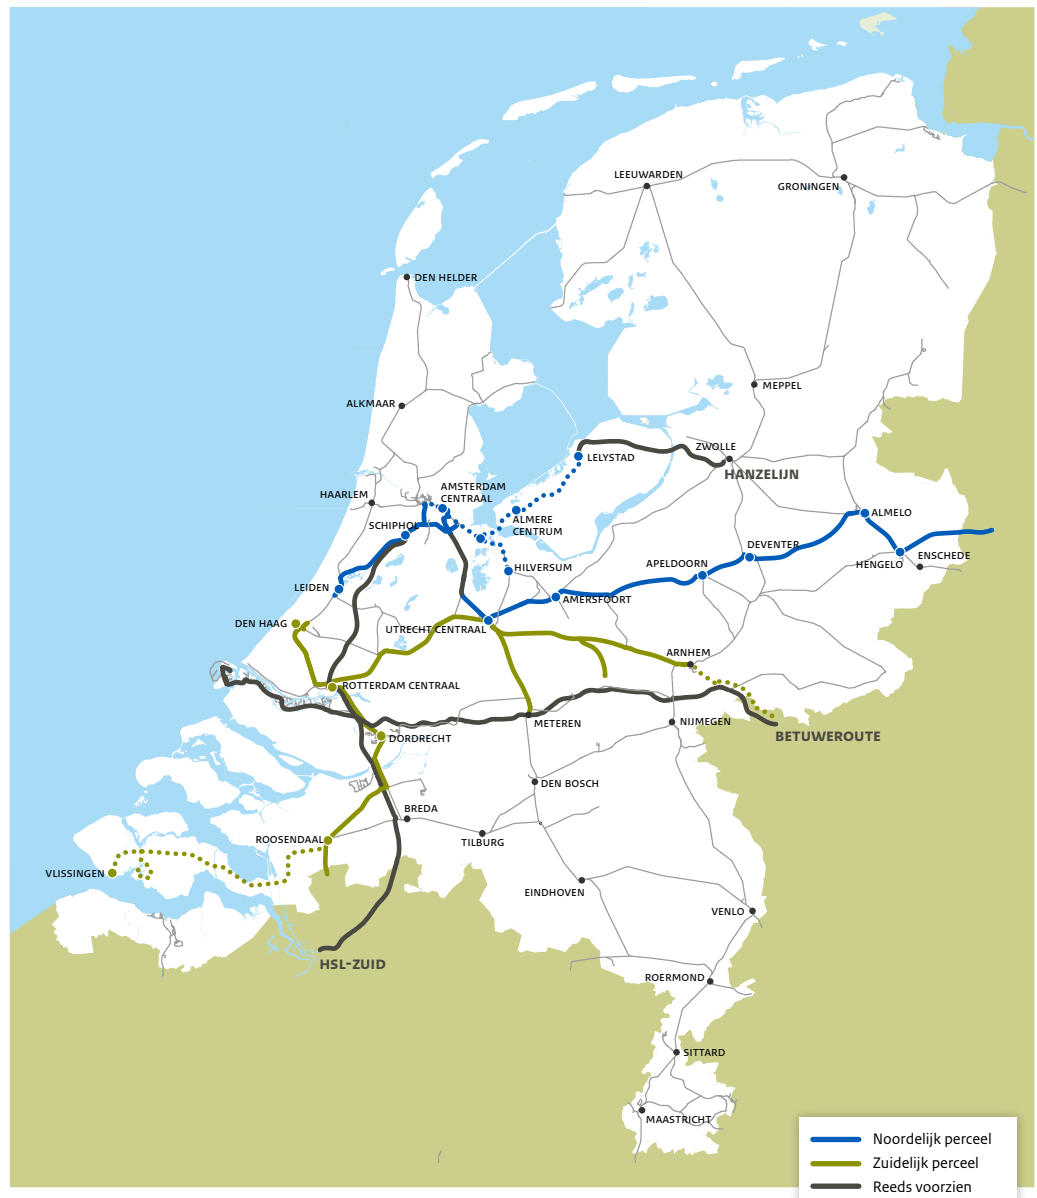 LEEUWARDEN
GRONINGEN
DEN HELDER
MEPPEL
ALKMAAR
ZWOLLE
LELYSTAD
HANZELIJN
HAARLEM
AMSTERDAM
CENTRAAL
ALMERE
CENTRUM
SCHIPHOL
ALMELO
DEVENTER
ENSCHEDE
HENGELO
APELDOORN
HILVERSUM
LEIDEN
AMERSFOORT
DEN HAAG
UTRECHT CENTRAAL
ARNHEM
ROTTERDAM CENTRAAL
METEREN
NIJMEGEN
BETUWEROUTE
DORDRECHT
DEN BOSCH
BREDA
ROOSENDAAL
TILBURG
VLISSINGEN
EINDHOVEN
VENLO
HSL-ZUID
ROERMOND
SITTARD
MAASTRICHT
Noordelijk perceel
Zuidelijk perceel
Reeds voorzien